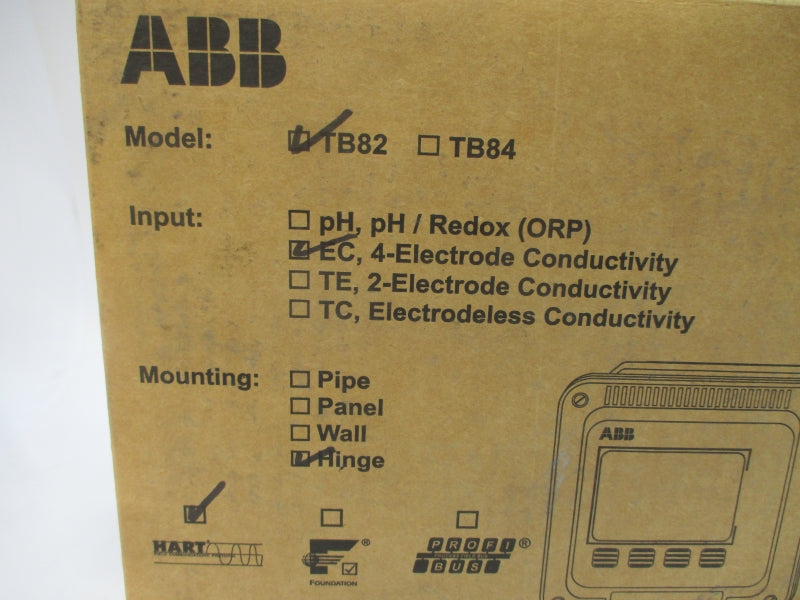 ABB
Model: TB82 TB84
Input: pH, pH / Redox (ORP)
EC, 4-Electrode Conductivity
TE, 2-Electrode Conductivity
TC, Electrodeless Conductivity
Mounting: Pipe
Panel
Wall
Hinge
ABB
HART
FOUNDATION
PROFI
BUS